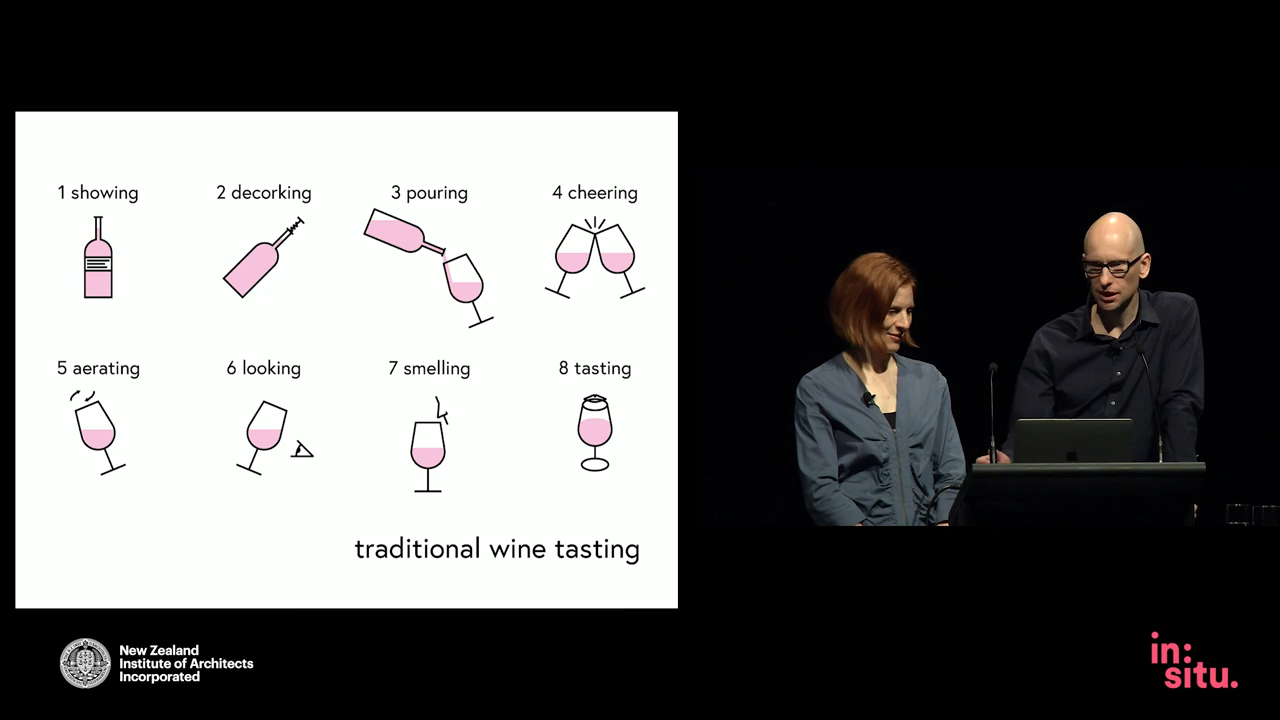 1 showing
2 decorking
3 pouring
4 cheering
5 aerating
6 looking
7 smelling
8 tasting
traditional wine tasting
New Zealand
Institute of Architects
Incorporated
in:
situ.